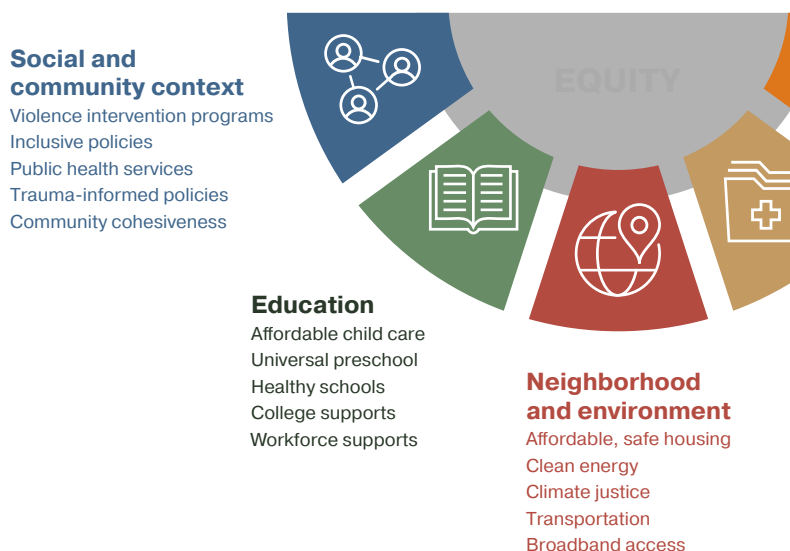 EQUITY
Social and
community context
Violence intervention programs
Inclusive policies
Public health services
Trauma-informed policies
Community cohesiveness
Education
Affordable child care
Universal preschool
Healthy schools
College supports
Workforce supports
Neighborhood
and environment
Affordable, safe housing
Clean energy
Climate justice
Transportation
Broadband access